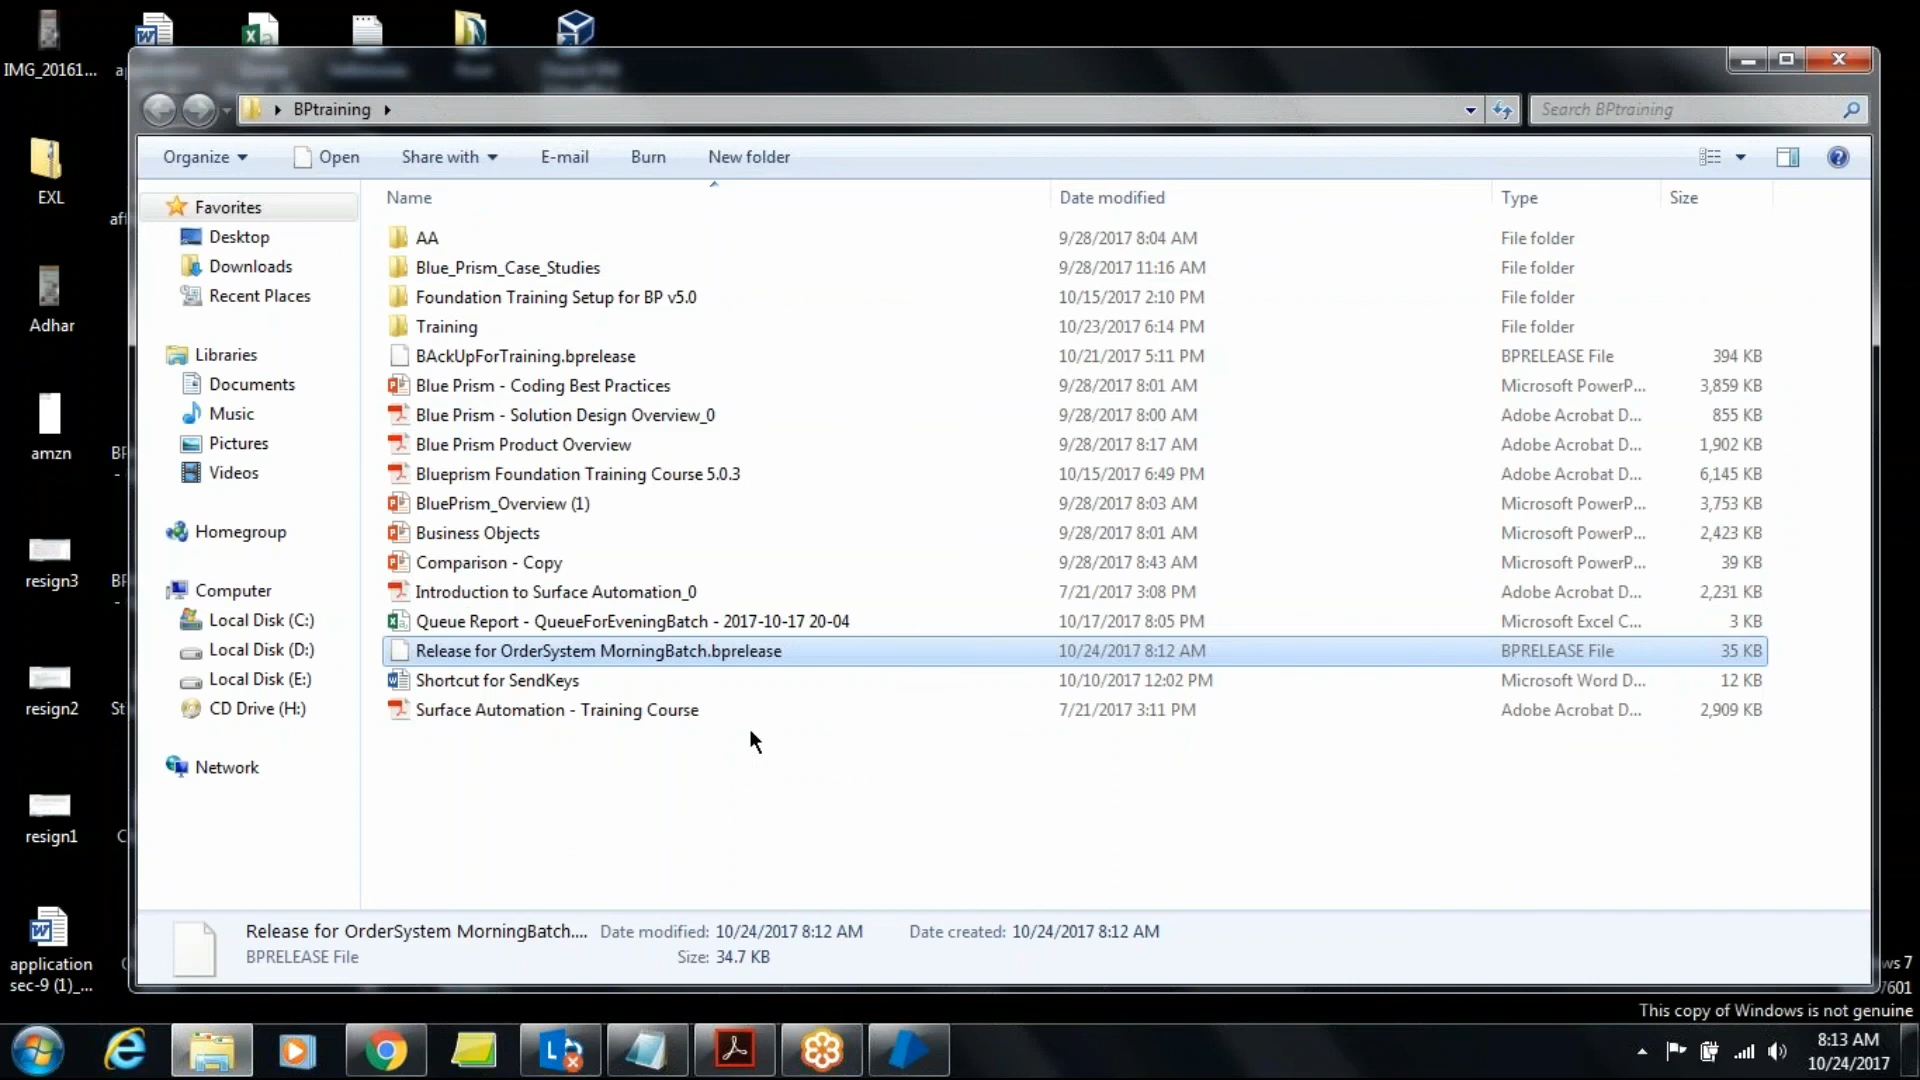 IMG_20161...
BPtraining
Search BPtraining
Organize
Open
Share with
E-mail
Burn
New folder
Name
Date modified
Type
Size
Favorites
Desktop
Downloads
Recent Places
Libraries
Documents
Music
Pictures
Videos
Homegroup
Computer
Local Disk (C:)
Local Disk (D:)
Local Disk (E:)
CD Drive (H:)
Network
AA 9/28/2017 8:04 AM File folder
Blue_Prism_Case_Studies 9/28/2017 11:16 AM File folder
Foundation Training Setup for BP v5.0 10/15/2017 2:10 PM File folder
Training 10/23/2017 6:14 PM File folder
BAckUpForTraining.bprelease 10/21/2017 5:11 PM BPRELEASE File 394 KB
Blue Prism - Coding Best Practices 9/28/2017 8:01 AM Microsoft PowerP... 3,859 KB
Blue Prism - Solution Design Overview_0 9/28/2017 8:00 AM Adobe Acrobat D... 855 KB
Blue Prism Product Overview 9/28/2017 8:17 AM Adobe Acrobat D... 1,902 KB
Blueprism Foundation Training Course 5.0.3 10/15/2017 6:49 PM Adobe Acrobat D... 6,145 KB
BluePrism_Overview (1) 9/28/2017 8:03 AM Microsoft PowerP... 3,753 KB
Business Objects 9/28/2017 8:01 AM Microsoft PowerP... 2,423 KB
Comparison - Copy 9/28/2017 8:43 AM Microsoft PowerP... 39 KB
Introduction to Surface Automation_0 7/21/2017 3:08 PM Adobe Acrobat D... 2,231 KB
Queue Report - QueueForEveningBatch - 2017-10-17 20-04 10/17/2017 8:05 PM Microsoft Excel C... 3 KB
Release for OrderSystem MorningBatch.bprelease 10/24/2017 8:12 AM BPRELEASE File 35 KB
Shortcut for SendKeys 10/10/2017 12:02 PM Microsoft Word D... 12 KB
Surface Automation - Training Course 7/21/2017 3:11 PM Adobe Acrobat D... 2,909 KB
Release for OrderSystem MorningBatch.... Date modified: 10/24/2017 8:12 AM Date created: 10/24/2017 8:12 AM
BPRELEASE File Size: 34.7 KB
EXL
Adhar
amzn
resign3
resign2
resign1
application
sec-9 (1)_...
ws 7
7601
This copy of Windows is not genuine
8:13 AM
10/24/2017